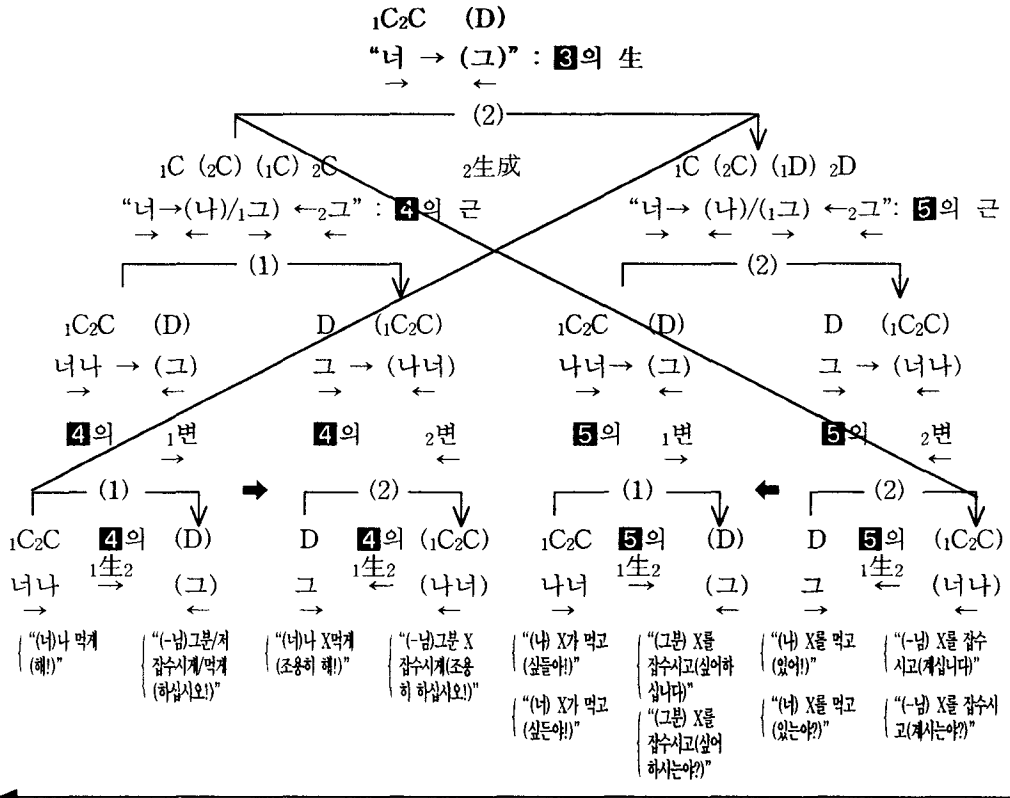 ₁C₂C (D)
“너 → (그)” : 3의 生
→ ←
(2)
₁C (₂C) (₁C) ₂C ₂生成 ₁C (₂C) (₁D) ₂D
“너→(나)/₁그) ←₂그” : 4의 근 “너→ (나)/(₁그) ←₂그”: 5의 근
→ ← → ← → ← → ←
(1) (2)
₁C₂C (D) D (₁C₂C) ₁C₂C (D) D (₁C₂C)
너나 → (그) 그 → (나너) 나너→ (그) 그 → (너나)
→ ← → ← → ← → ←
4의 ₁변 4의 ₂변 5의 ₁변 5의 ₂변
→ ← → ←
(1) ➡ (2) (1) ⬅ (2)
₁C₂C 4의 (D) D 4의 (₁C₂C) ₁C₂C 5의 (D) D 5의 (₁C₂C)
₁生₂ ₁生₂ ₁生₂ ₁生₂
너나 → (그) 그 ← (나너) 나너 → (그) 그 ← (너나)
→ ← → ← → ← → ←
“(네)나 먹게
(해!)”
“(-님)그분/저
잡수시게/먹게
(하십시오!)”
“(네)나 X먹게
(조용히 해!)”
“(-님)그분 X
잡수시게(조용
히 하십시오!)”
“(나) X가 먹고
(싶들아!)”
“(너) X가 먹고
(싶든아!)”
“(그분) X를
잡수시고(싶어하
십니다)”
“(그분) X를
잡수시고(싶어
하시는야?)”
“(나) X를 먹고
(있어!)”
“(네) X를 먹고
(있는야?)”
“(-님) X를 잡수
시고(계십니다)”
“(-님) X를 잡수시
고(계시는야?)”